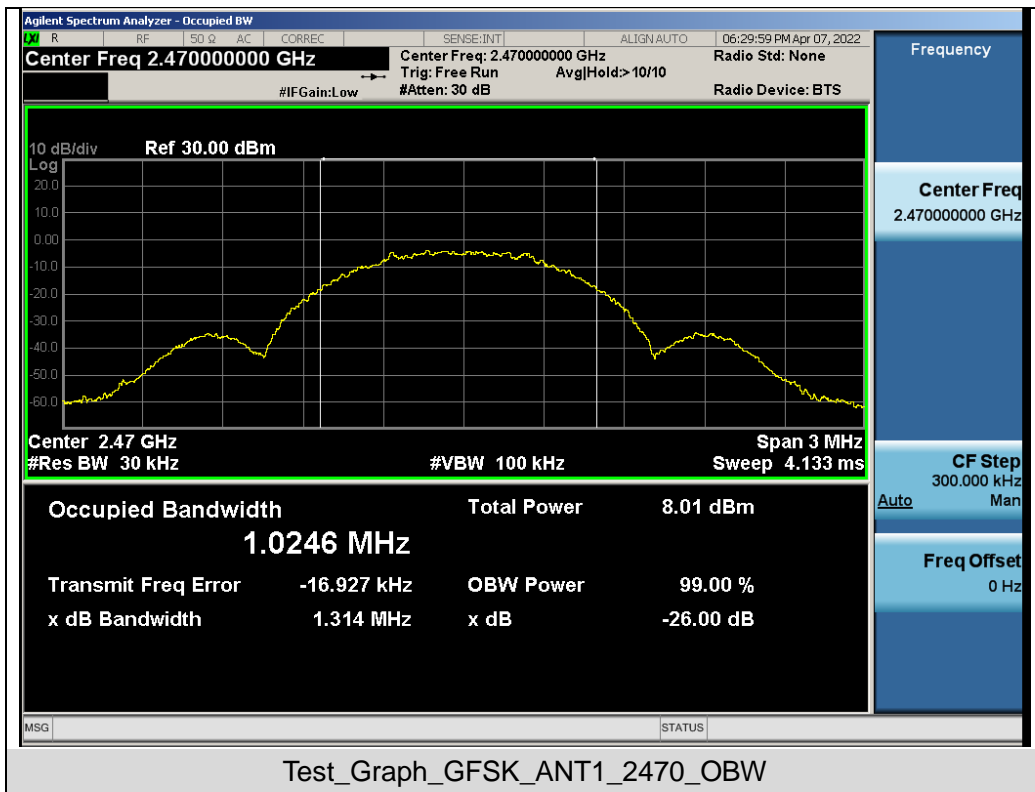 Agilent Spectrum Analyzer - Occupied BW
LXI R RF 50 Ω AC CORREC SENSE:INT ALIGN AUTO 06:29:59 PM Apr 07, 2022
Center Freq 2.470000000 GHz
Center Freq: 2.470000000 GHz
Radio Std: None
Trig: Free Run Avg|Hold:>10/10
#IFGain:Low
#Atten: 30 dB
Radio Device: BTS
Frequency
10 dB/div Ref 30.00 dBm
Log
20.0
10.0
0.00
-10.0
-20.0
-30.0
-40.0
-50.0
-60.0
Center 2.47 GHz
Span 3 MHz
#Res BW 30 kHz
#VBW 100 kHz
Sweep 4.133 ms
Center Freq
2.470000000 GHz
CF Step
300.000 kHz
Auto Man
Freq Offset
0 Hz
Occupied Bandwidth
1.0246 MHz
Total Power 8.01 dBm
Transmit Freq Error -16.927 kHz
OBW Power 99.00 %
x dB Bandwidth 1.314 MHz
x dB -26.00 dB
MSG
STATUS
Test_Graph_GFSK_ANT1_2470_OBW